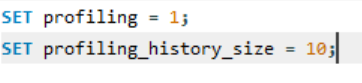 SET profiling = 1;
SET profiling_history_size = 10;